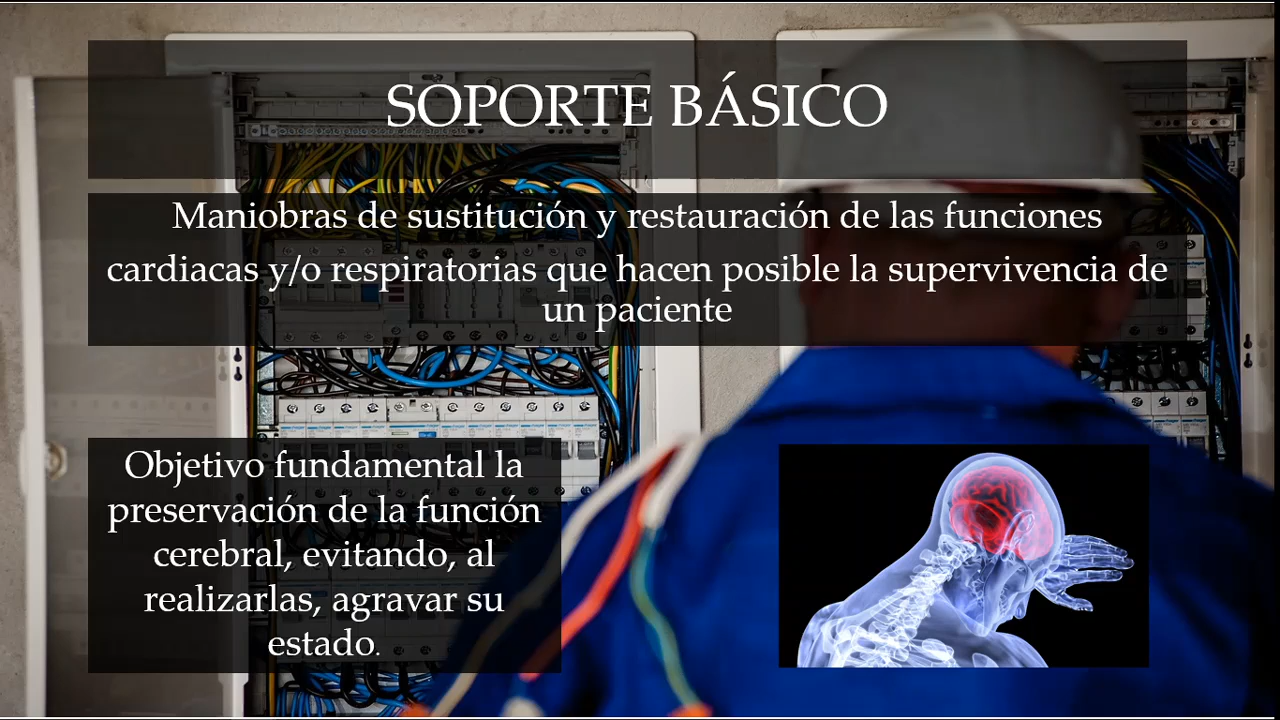 SOPORTE BÁSICO
Maniobras de sustitución y restauración de las funciones
cardiacas y/o respiratorias que hacen posible la supervivencia de
un paciente
Objetivo fundamental la
preservación de la función
cerebral, evitando, al
realizarlas, agravar su
estado.